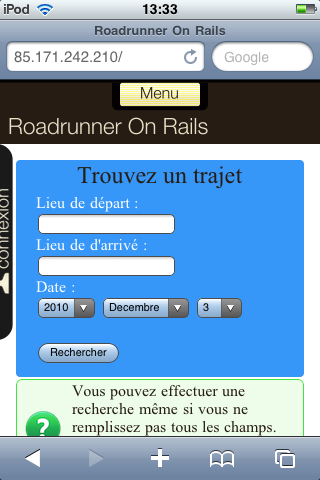 iPod 13:33
Roadrunner On Rails
85.171.242.210/ Google
Menu
Roadrunner On Rails
connexion
Trouvez un trajet
Lieu de départ :
Lieu de d'arrivé :
Date :
2010 Decembre 3
Rechercher
Vous pouvez effectuer une
recherche même si vous ne
remplissez pas tous les champs.
?